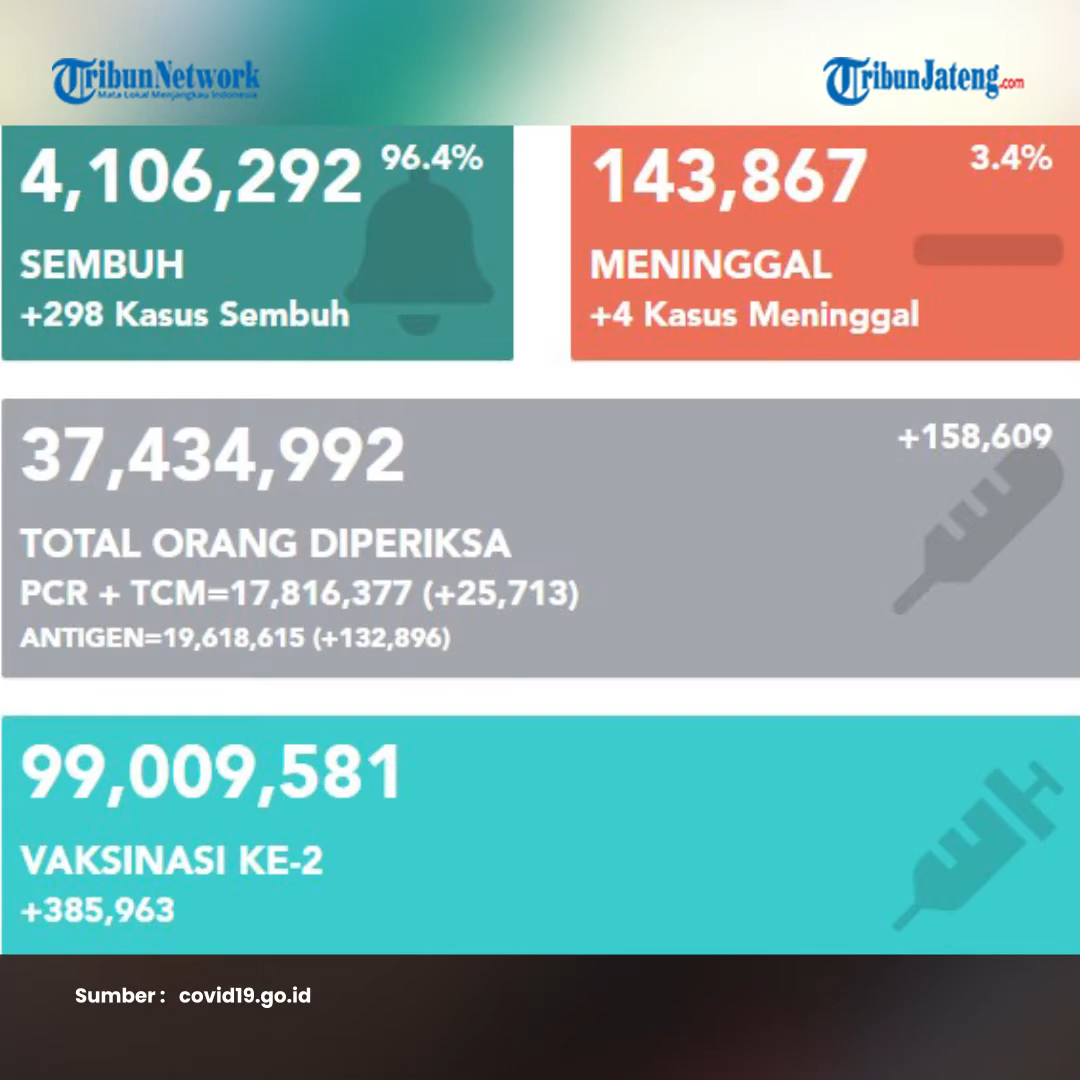 TribunNetwork
Mata Lokal Menjangkau Indonesia
TribunJateng.com
4,106,292 96.4%
SEMBUH
+298 Kasus Sembuh
143,867 3.4%
MENINGGAL
+4 Kasus Meninggal
37,434,992 +158,609
TOTAL ORANG DIPERIKSA
PCR + TCM=17,816,377 (+25,713)
ANTIGEN=19,618,615 (+132,896)
99,009,581
VAKSINASI KE-2
+385,963
Sumber : covid19.go.id